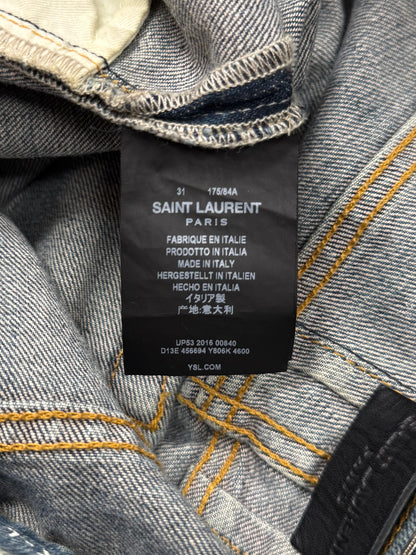 31 175/84A
SAINT LAURENT
PARIS
FABRIQUE EN ITALIE
PRODOTTO IN ITALIA
MADE IN ITALY
HERGESTELLT IN ITALIEN
HECHO EN ITALIA
イタリア製
产地:意大利
UP53 2016 00840
D13E 456694 Y806K 4600
YSL.COM